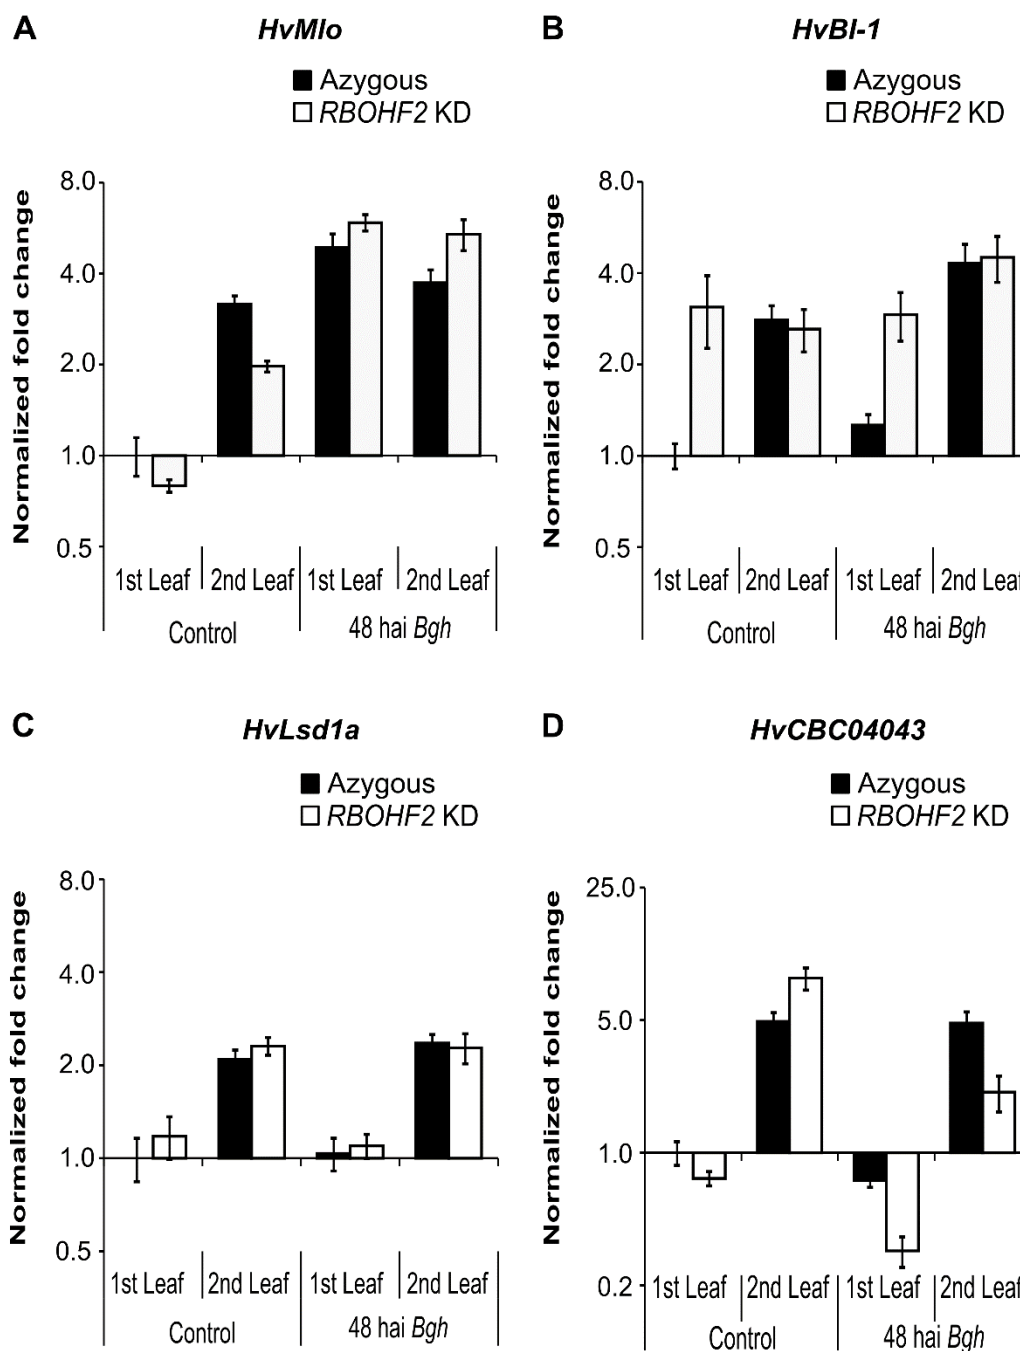 A HvMlo
Azygous
RBOHF2 KD
Normalized fold change
8.0
4.0
2.0
1.0
0.5
1st Leaf 2nd Leaf 1st Leaf 2nd Leaf
Control 48 hai Bgh
B HvBI-1
Azygous
RBOHF2 KD
Normalized fold change
8.0
4.0
2.0
1.0
0.5
1st Leaf 2nd Leaf 1st Leaf 2nd Leaf
Control 48 hai Bgh
C HvLsd1a
Azygous
RBOHF2 KD
Normalized fold change
8.0
4.0
2.0
1.0
0.5
1st Leaf 2nd Leaf 1st Leaf 2nd Leaf
Control 48 hai Bgh
D HvCBC04043
Azygous
RBOHF2 KD
Normalized fold change
25.0
5.0
1.0
0.2
1st Leaf 2nd Leaf 1st Leaf 2nd Leaf
Control 48 hai Bgh